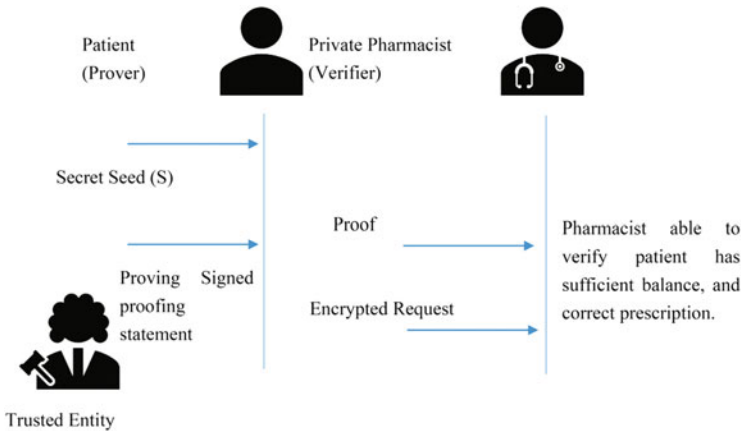 Patient
(Prover)
Private Pharmacist
(Verifier)
Secret Seed (S)
Proof
Proving Signed
proofing
statement
Encrypted Request
Pharmacist able to
verify patient has
sufficient balance, and
correct prescription.
Trusted Entity